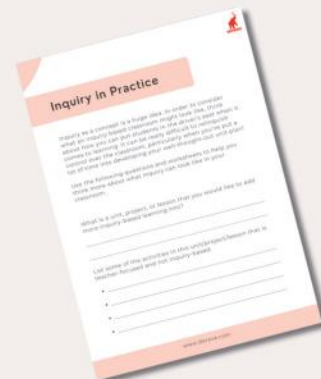 Inquiry in Practice
Inquiry as a concept is a huge idea. In order to consider
what an inquiry-based classroom might look like, think
about how you can put students in the driver's seat when it
comes to learning. It can be really difficult to relinquish
control over the classroom, particularly when you've put a
lot of time into developing your own thought-out unit-plan!
Use the following questions and worksheets to help you
think more about what inquiry can look like in your
classroom.
What is a unit, project, or lesson that you would like to add
more inquiry-based learning into?
List some of the activities in this unit/project/lesson that is
teacher-focused and not inquiry-based.